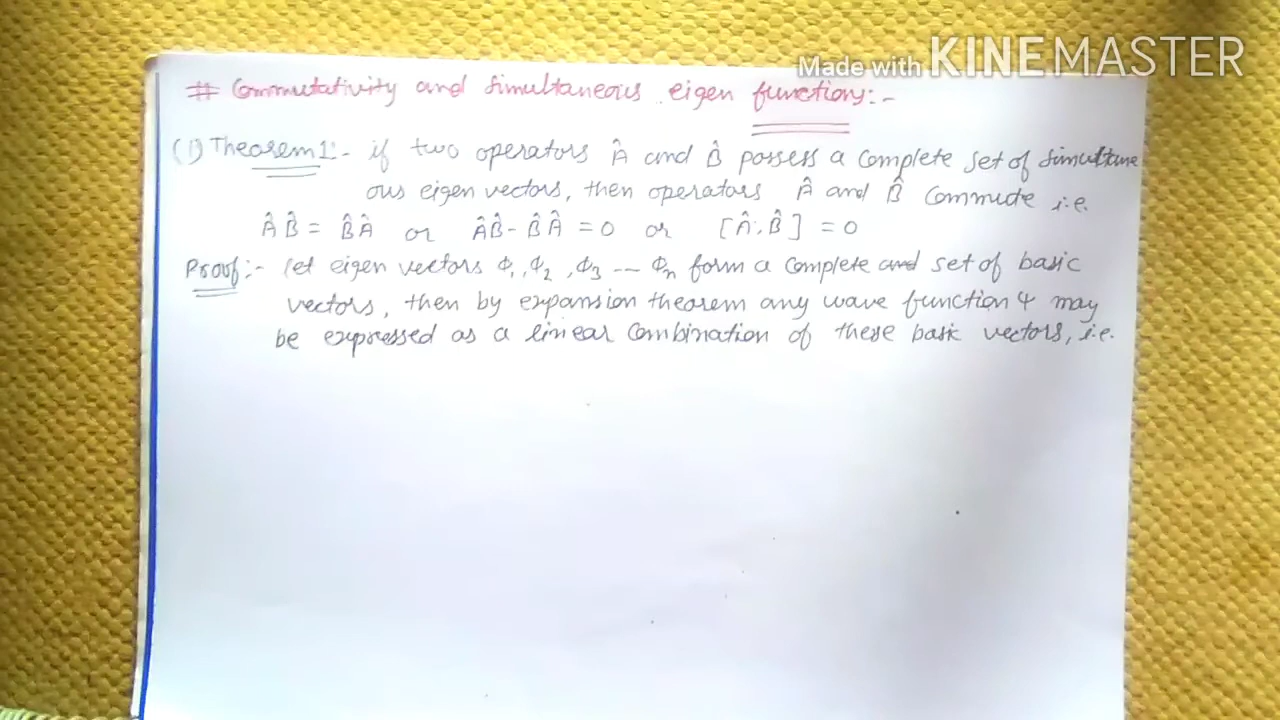 Made with KINEMASTER
# Commutativity and simultaneous eigen functions:-
(1) Theorem 1:- if two operators Â and B̂ possess a complete set of simultane
ous eigen vectors, then operators Â and B̂ commute i.e.
ÂB̂ = B̂Â or ÂB̂ - B̂Â = 0 or [Â, B̂] = 0
Proof:- let eigen vectors Φ₁, Φ₂, Φ₃ --- Φn form a complete and set of basic
vectors, then by expansion theorem any wave function ψ may
be expressed as a linear combination of these basic vectors, i.e.